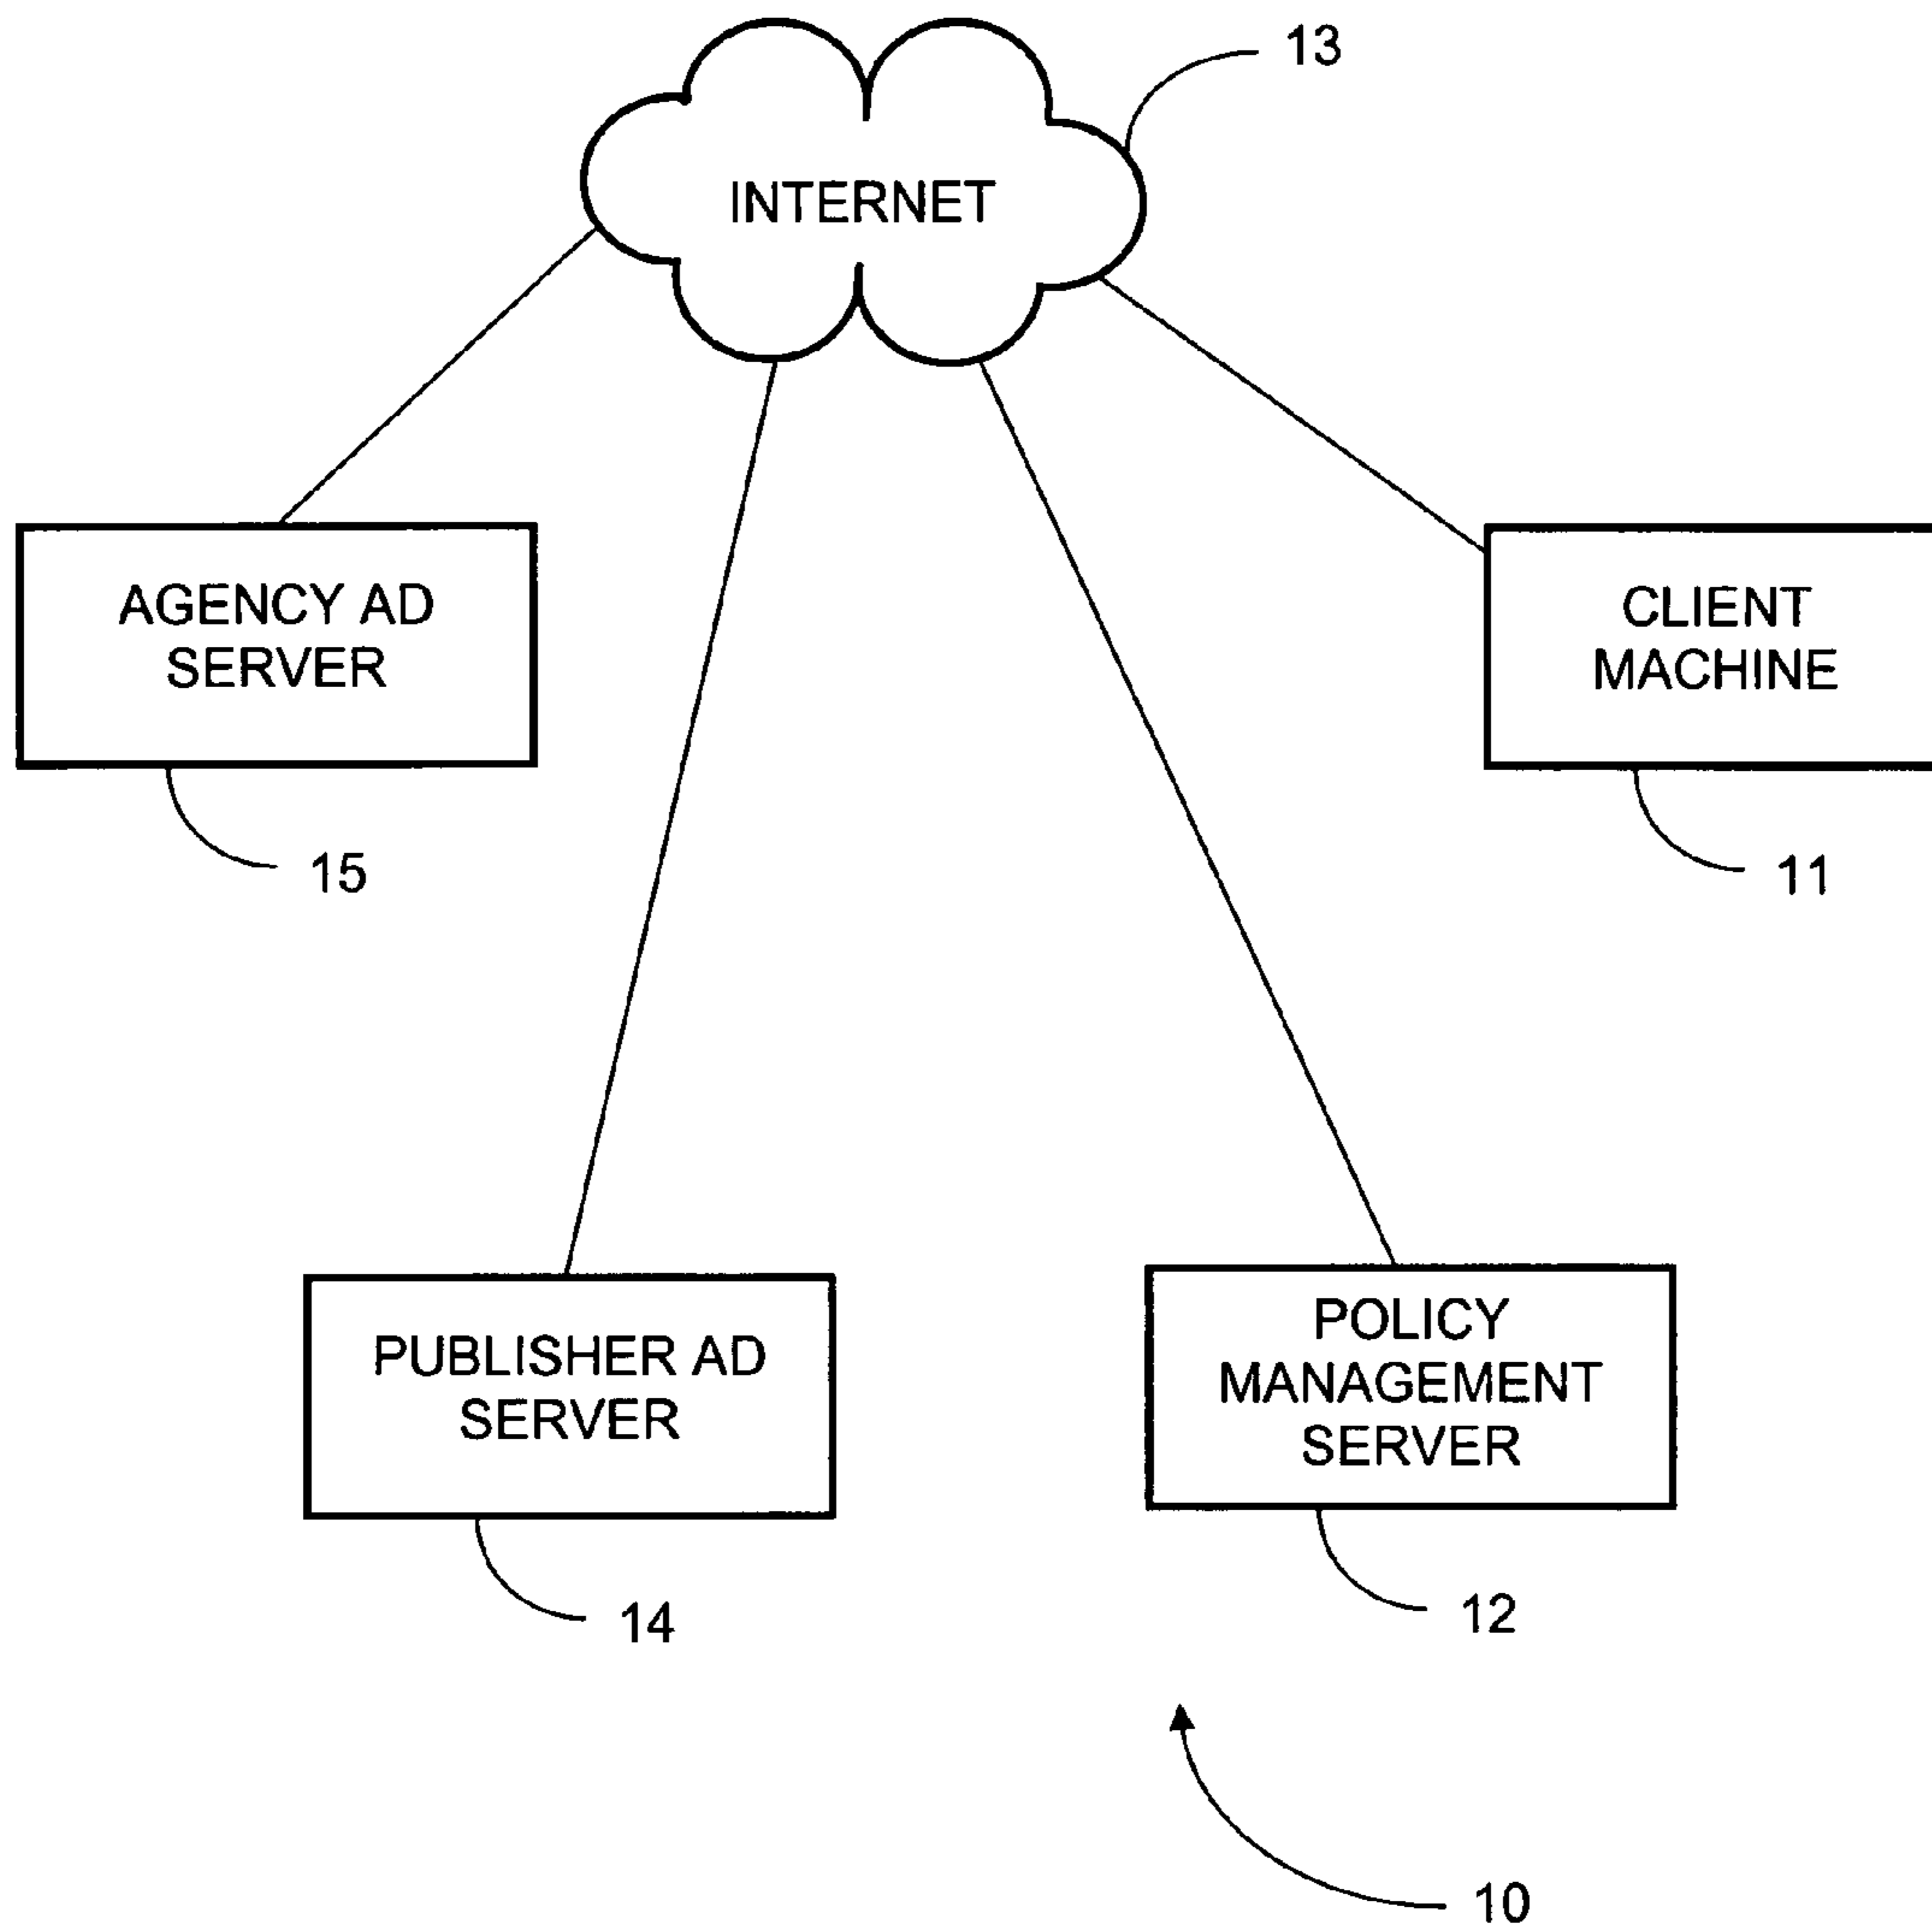 13
INTERNET
AGENCY AD
SERVER
15
CLIENT
MACHINE
11
PUBLISHER AD
SERVER
14
POLICY
MANAGEMENT
SERVER
12
10